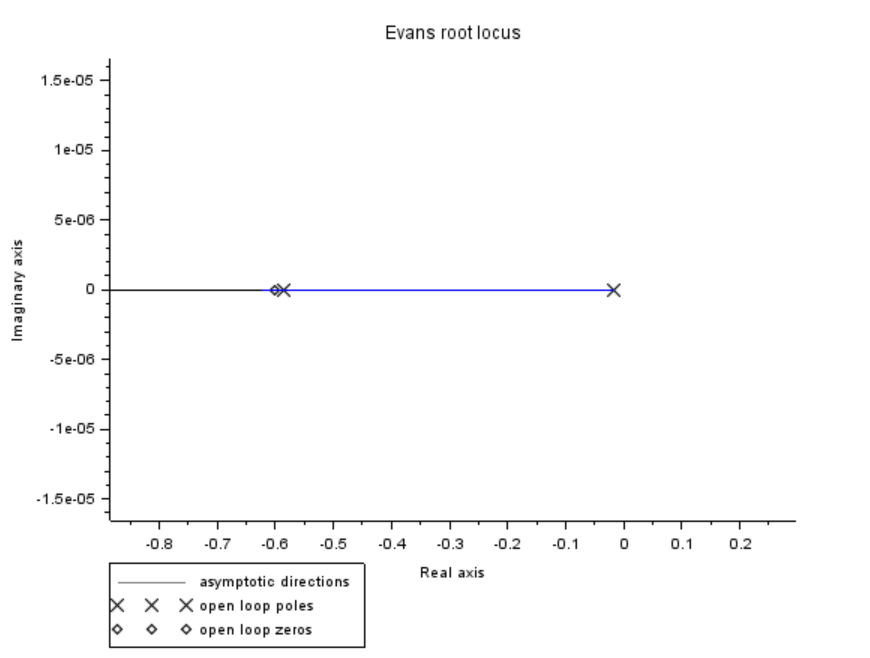 Evans root locus
1.5e-05
1e-05
5e-06
0
-5e-06
-1e-05
-1.5e-05
Imaginary axis
-0.8 -0.7 -0.6 -0.5 -0.4 -0.3 -0.2 -0.1 0 0.1 0.2
Real axis
asymptotic directions
open loop poles
open loop zeros